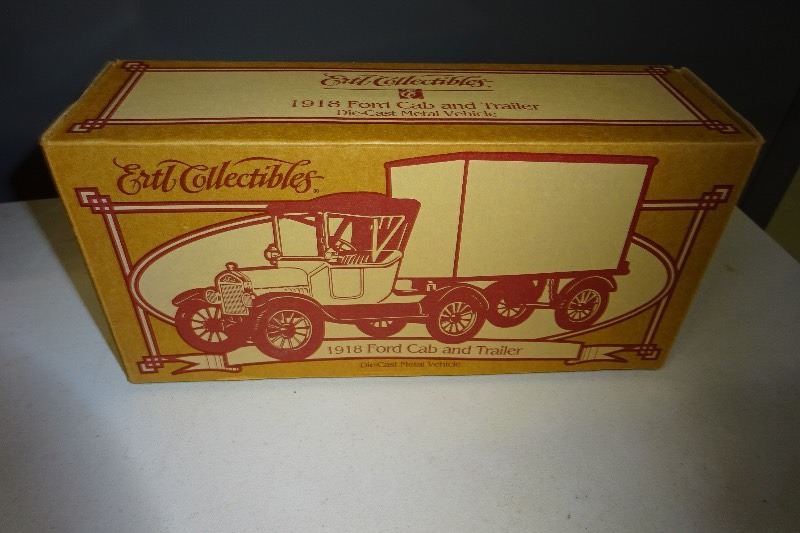 Ertl Collectibles
1918 Ford Cab and Trailer
Die-Cast Metal Vehicle
Ertl Collectibles
1918 Ford Cab and Trailer
Die-Cast Metal Vehicle